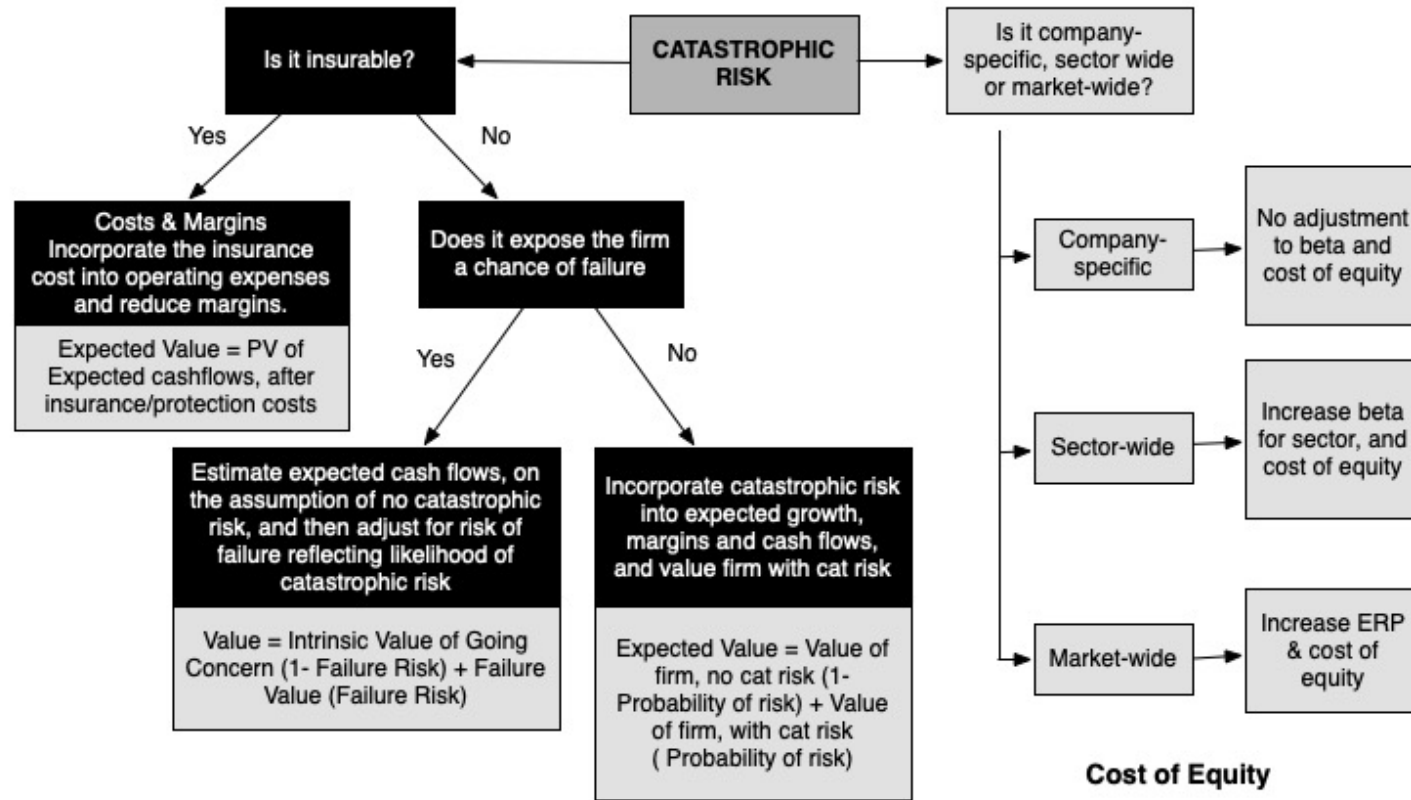 Is it insurable?
CATASTROPHIC
RISK
Is it company-
specific, sector wide
or market-wide?
Yes
No
Costs & Margins
Incorporate the insurance
cost into operating expenses
and reduce margins.
Expected Value = PV of
Expected cashflows, after
insurance/protection costs
Does it expose the firm
a chance of failure
Yes
No
Estimate expected cash flows, on
the assumption of no catastrophic
risk, and then adjust for risk of
failure reflecting likelihood of
catastrophic risk
Value = Intrinsic Value of Going
Concern (1- Failure Risk) + Failure
Value (Failure Risk)
Incorporate catastrophic risk
into expected growth,
margins and cash flows,
and value firm with cat risk
Expected Value = Value of
firm, no cat risk (1-
Probability of risk) + Value
of firm, with cat risk
( Probability of risk)
Company-
specific
No adjustment
to beta and
cost of equity
Sector-wide
Increase beta
for sector, and
cost of equity
Market-wide
Increase ERP
& cost of
equity
Cost of Equity